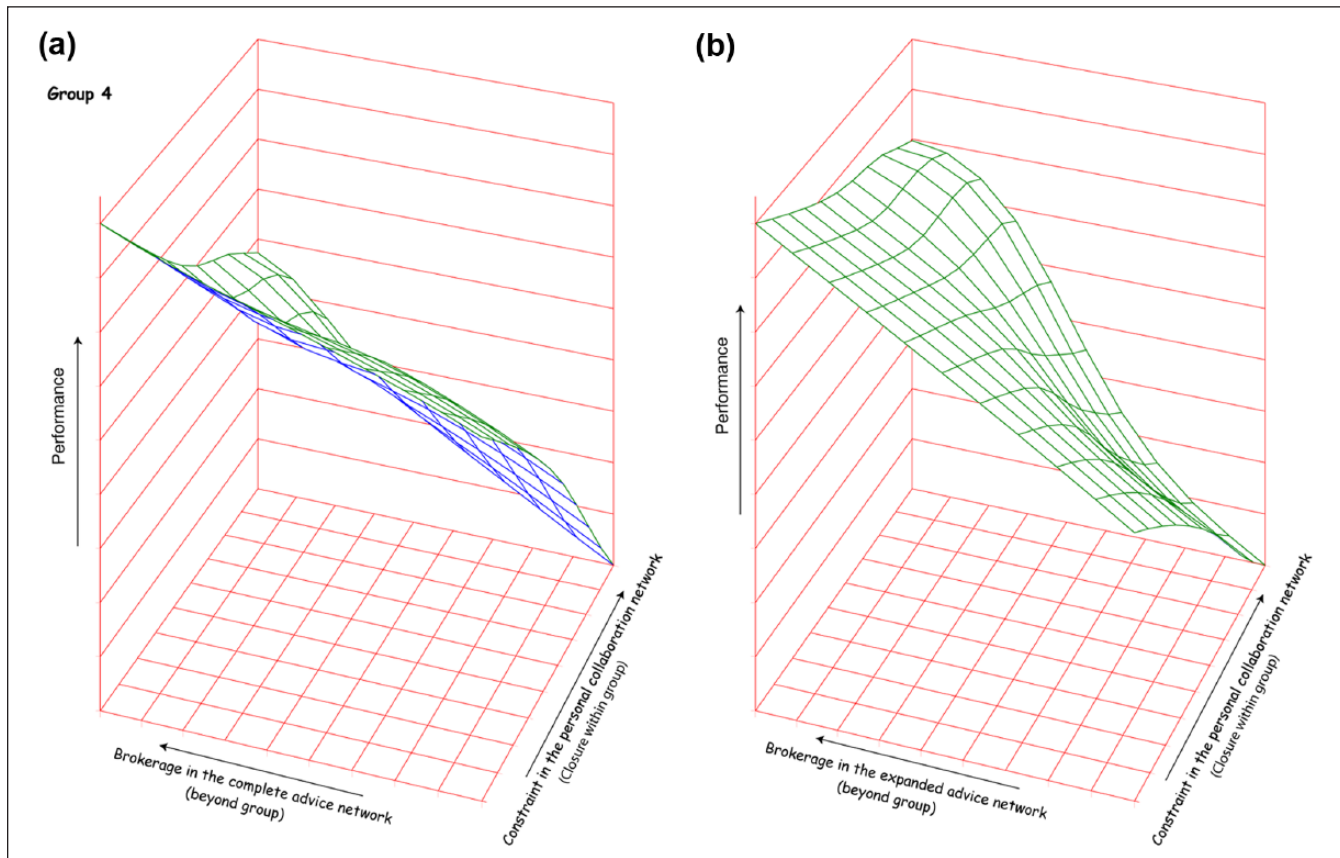 (a)
Group 4
Performance
Brokerage in the complete advice network
(beyond group)
Constraint in the personal collaboration network
(Closure within group)
(b)
Performance
Brokerage in the expanded advice network
(beyond group)
Constraint in the personal collaboration network
(Closure within group)